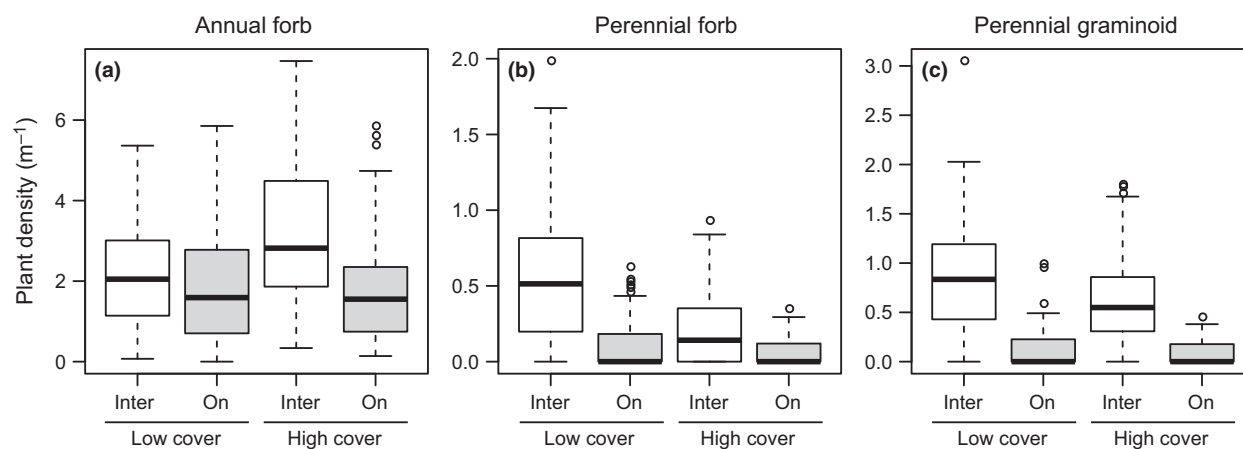 Annual forb
Perennial forb
Perennial graminoid
(a)
(b)
(c)
Plant density (m⁻¹)
6
4
2
0
2.0
1.5
1.0
0.5
0.0
3.0
2.5
2.0
1.5
1.0
0.5
0.0
Inter On Inter On
Low cover High cover
Inter On Inter On
Low cover High cover
Inter On Inter On
Low cover High cover